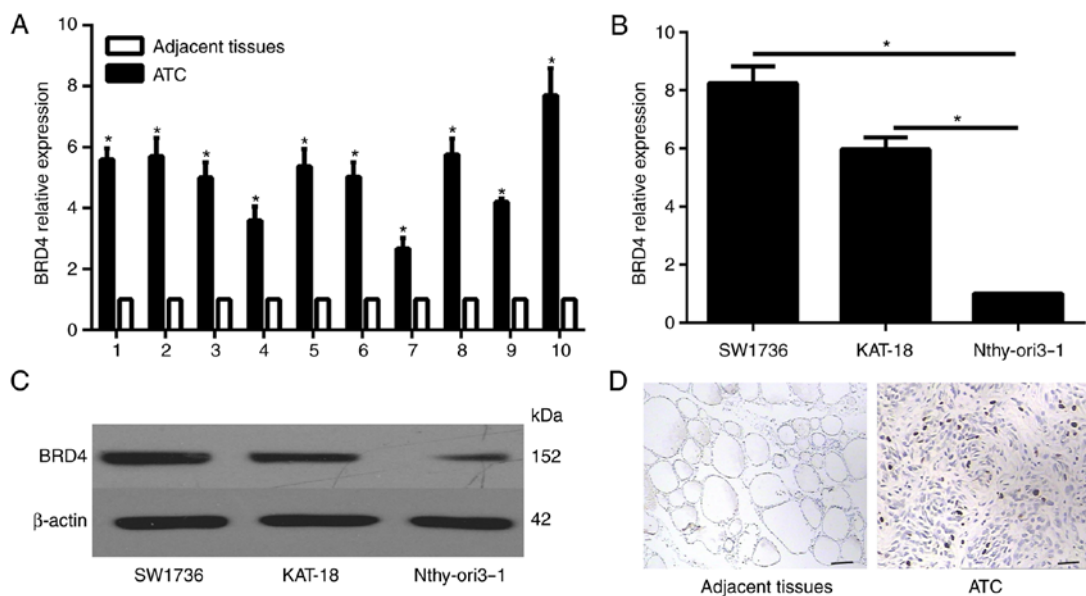 A
BRD4 relative expression
10
8
6
4
2
0
Adjacent tissues
ATC
* * * * * * * * * *
1 2 3 4 5 6 7 8 9 10
B
BRD4 relative expression
10
8
6
4
2
0
*
*
SW1736 KAT-18 Nthy-ori3-1
C
kDa
BRD4 152
β-actin 42
SW1736 KAT-18 Nthy-ori3-1
D
Adjacent tissues ATC